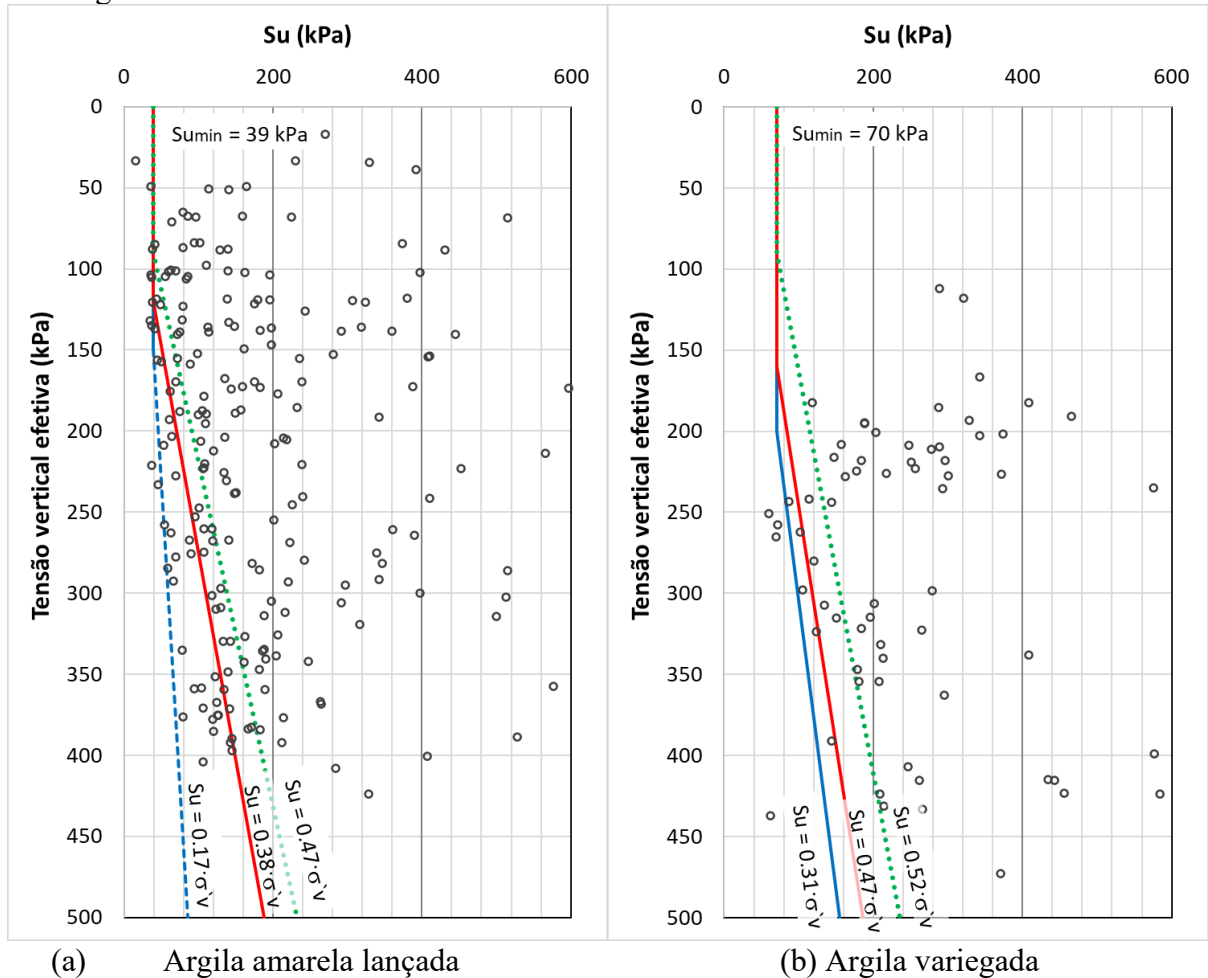 Su (kPa)
0 200 400 600
0
50
100
150
200
250
300
350
400
450
500
Tensão vertical efetiva (kPa)
Sumin = 39 kPa
Su = 0.17·σ`v
Su = 0.38·σ`v
Su = 0.47·σ`v
(a) Argila amarela lançada
Su (kPa)
0 200 400 600
0
50
100
150
200
250
300
350
400
450
500
Tensão vertical efetiva (kPa)
Sumin = 70 kPa
Su = 0.31·σ`v
Su = 0.47·σ`v
Su = 0.52·σ`v
(b) Argila variegada